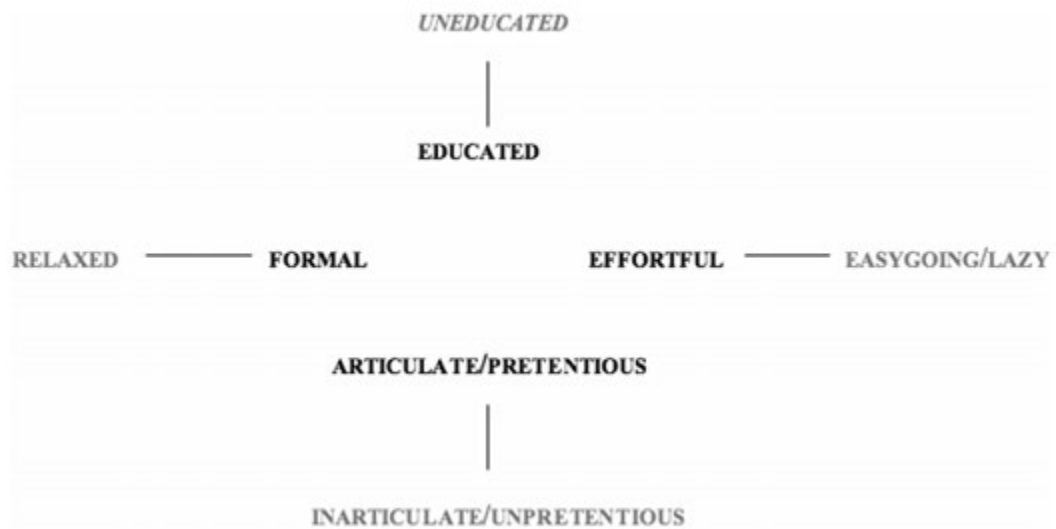 UNEDUCATED
EDUCATED
RELAXED FORMAL EFFORTFUL EASYGOING/LAZY
ARTICULATE/PRETENTIOUS
INARTICULATE/UNPRETENTIOUS